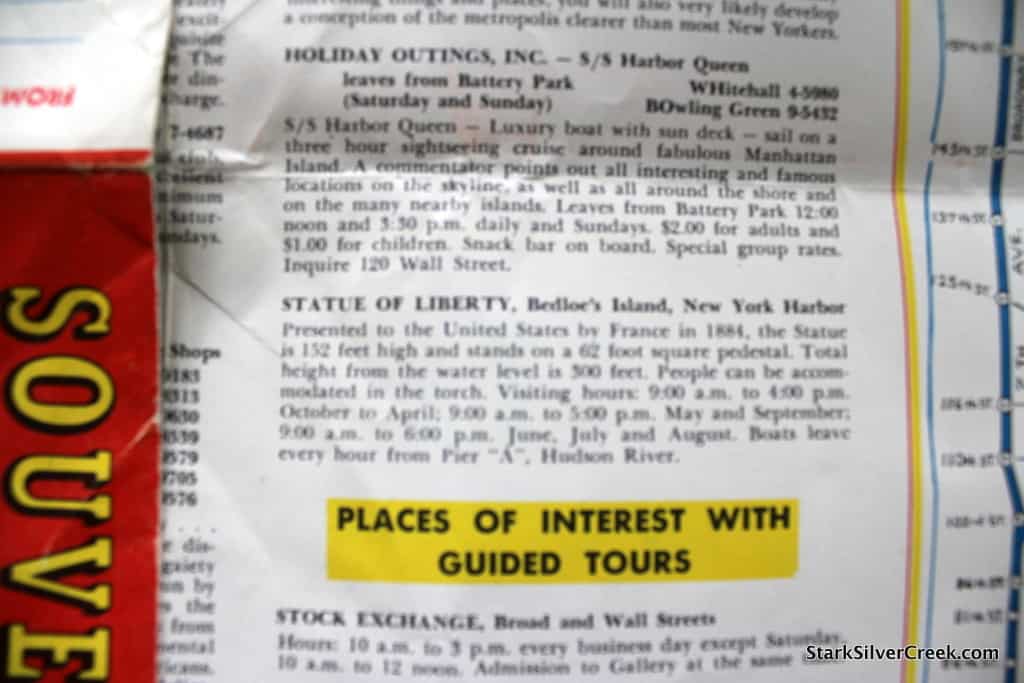 a conception of the metropolis clearer than most New Yorkers.
HOLIDAY OUTINGS, INC. — S/S Harbor Queen
leaves from Battery Park WHitehall 4-5980
(Saturday and Sunday) BOwling Green 9-5432
S/S Harbor Queen — Luxury boat with sun deck — sail on a
three hour sightseeing cruise around fabulous Manhattan
Island. A commentator points out all interesting and famous
locations on the skyline, as well as all around the shore and
on the many nearby islands. Leaves from Battery Park 12:00
noon and 3:30 p.m. daily and Sundays. $2.00 for adults and
$1.00 for children. Snack bar on board. Special group rates.
Inquire 120 Wall Street.
STATUE OF LIBERTY, Bedloe's Island, New York Harbor
Presented to the United States by France in 1884, the Statue
is 152 feet high and stands on a 62 foot square pedestal. Total
height from the water level is 300 feet. People can be accom-
modated in the torch. Visiting hours: 9:00 a.m. to 4:00 p.m.
October to April; 9:00 a.m. to 5:00 p.m. May and September;
9:00 a.m. to 6:00 p.m. June, July and August. Boats leave
every hour from Pier "A", Hudson River.
PLACES OF INTEREST WITH
GUIDED TOURS
STOCK EXCHANGE, Broad and Wall Streets
Hours: 10 a.m. to 3 p.m. every business day except Saturday,
10 a.m. to 12 noon. Admission to Gallery at the same
FROM
SOUVE
The
7-4687
Shops
the
from
125th ST.
AVE.
StarkSilverCreek.com